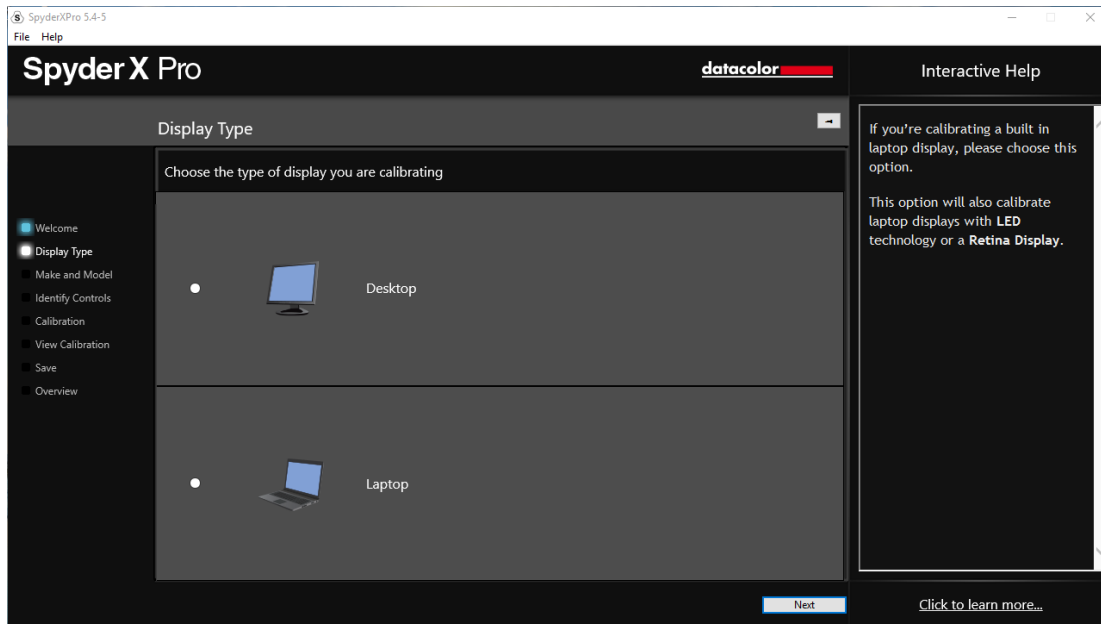 SpyderXPro 5.4-5
File Help
Spyder X Pro
datacolor
Interactive Help
Display Type
Choose the type of display you are calibrating
Welcome
Display Type
Make and Model
Identify Controls
Calibration
View Calibration
Save
Overview
Desktop
Laptop
If you're calibrating a built in
laptop display, please choose this
option.
This option will also calibrate
laptop displays with LED
technology or a Retina Display.
Next
Click to learn more...